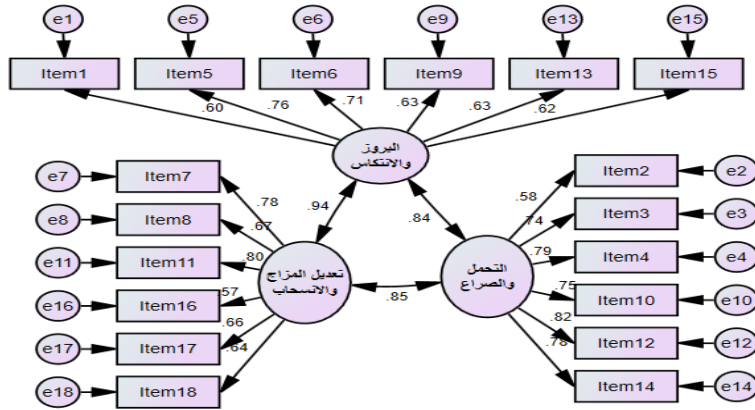 e1 e5 e6 e9 e13 e15
Item1 Item5 Item6 Item9 Item13 Item15
.60 .76 .71 .63 .63 .62
البروز
والانتكاس
.94 .84
e7 Item7 .78
e8 Item8 .67
e11 Item11 .80
e16 Item16 .57
e17 Item17 .66
e18 Item18 .64
تعديل المزاج
والانسحاب
.85
التحمل
والصراع
.58 Item2 e2
.74 Item3 e3
.79 Item4 e4
.75 Item10 e10
.82 Item12 e12
.78 Item14 e14